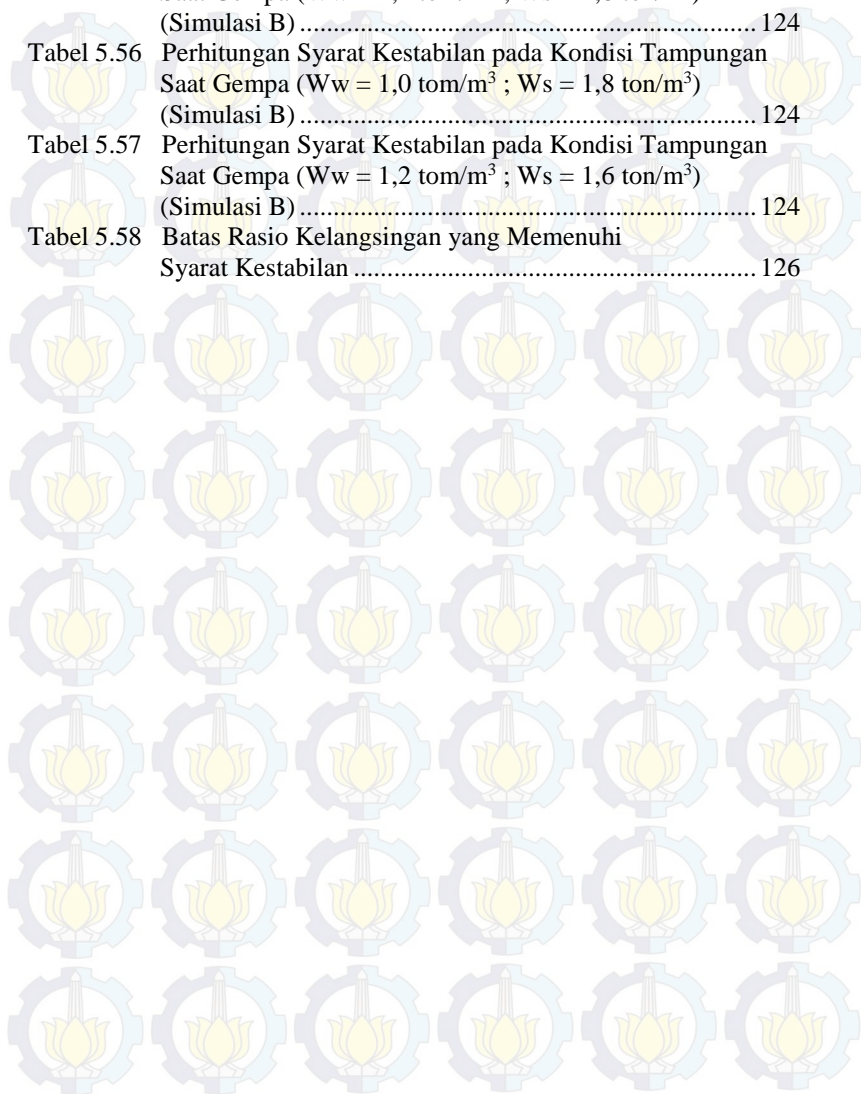 (Simulasi B) ................................................................... 124
Tabel 5.56 Perhitungan Syarat Kestabilan pada Kondisi Tampungan
Saat Gempa (Ww = 1,0 tom/m³ ; Ws = 1,8 ton/m³)
(Simulasi B) ................................................................... 124
Tabel 5.57 Perhitungan Syarat Kestabilan pada Kondisi Tampungan
Saat Gempa (Ww = 1,2 tom/m³ ; Ws = 1,6 ton/m³)
(Simulasi B) ................................................................... 124
Tabel 5.58 Batas Rasio Kelangsingan yang Memenuhi
Syarat Kestabilan ........................................................... 126